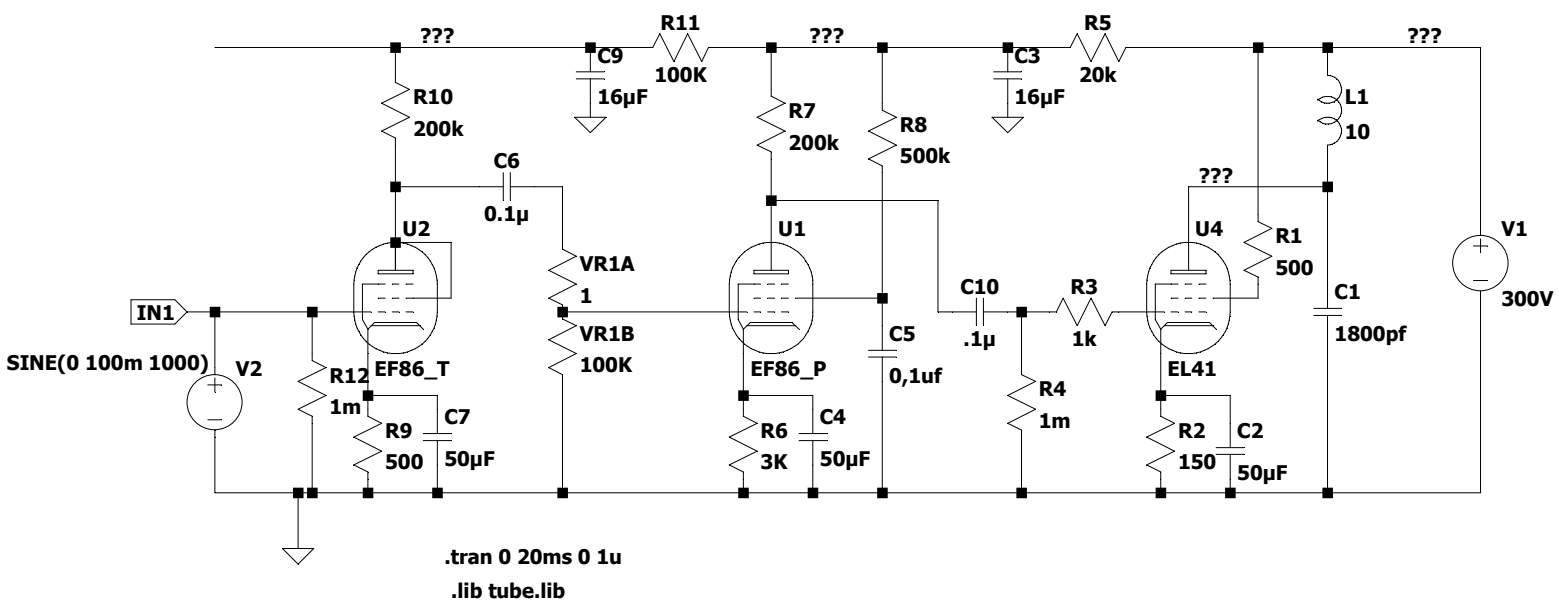 ???
R11
100K
C9
16µF
R10
200k
???
R7
200k
R8
500k
C3
16µF
R5
20k
???
L1
10
???
C6
0.1µ
U2
VR1A
1
VR1B
100K
U1
U4
R1
500
V1
300V
IN1
SINE(0 100m 1000)
V2
R12
1m
EF86_T
R9
500
C7
50µF
EF86_P
R6
3K
C4
50µF
C5
0,1uf
C10
.1µ
R3
1k
R4
1m
EL41
R2
150
C2
50µF
C1
1800pf
.tran 0 20ms 0 1u
.lib tube.lib